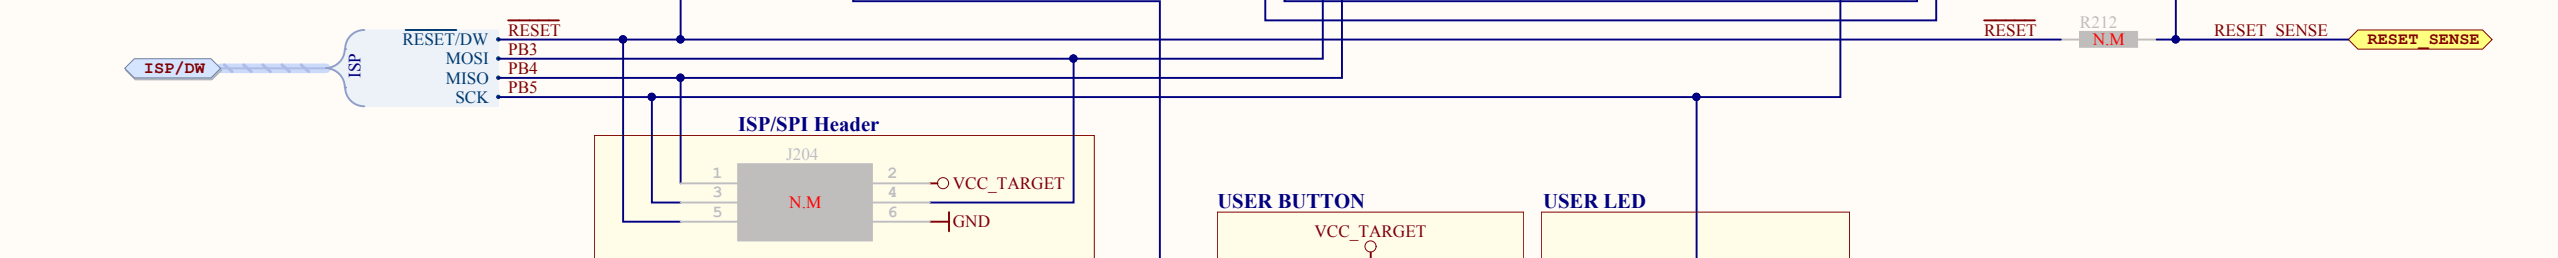 RESET
RESET/DW
MOSI
MISO
SCK
PB3
PB4
PB5
ISP/DW
ISP
RESET
R212
N.M
RESET_SENSE
RESET_SENSE
ISP/SPI Header
J204
1
2
VCC_TARGET
3
N.M
4
5
6
GND
USER BUTTON
USER LED
VCC_TARGET